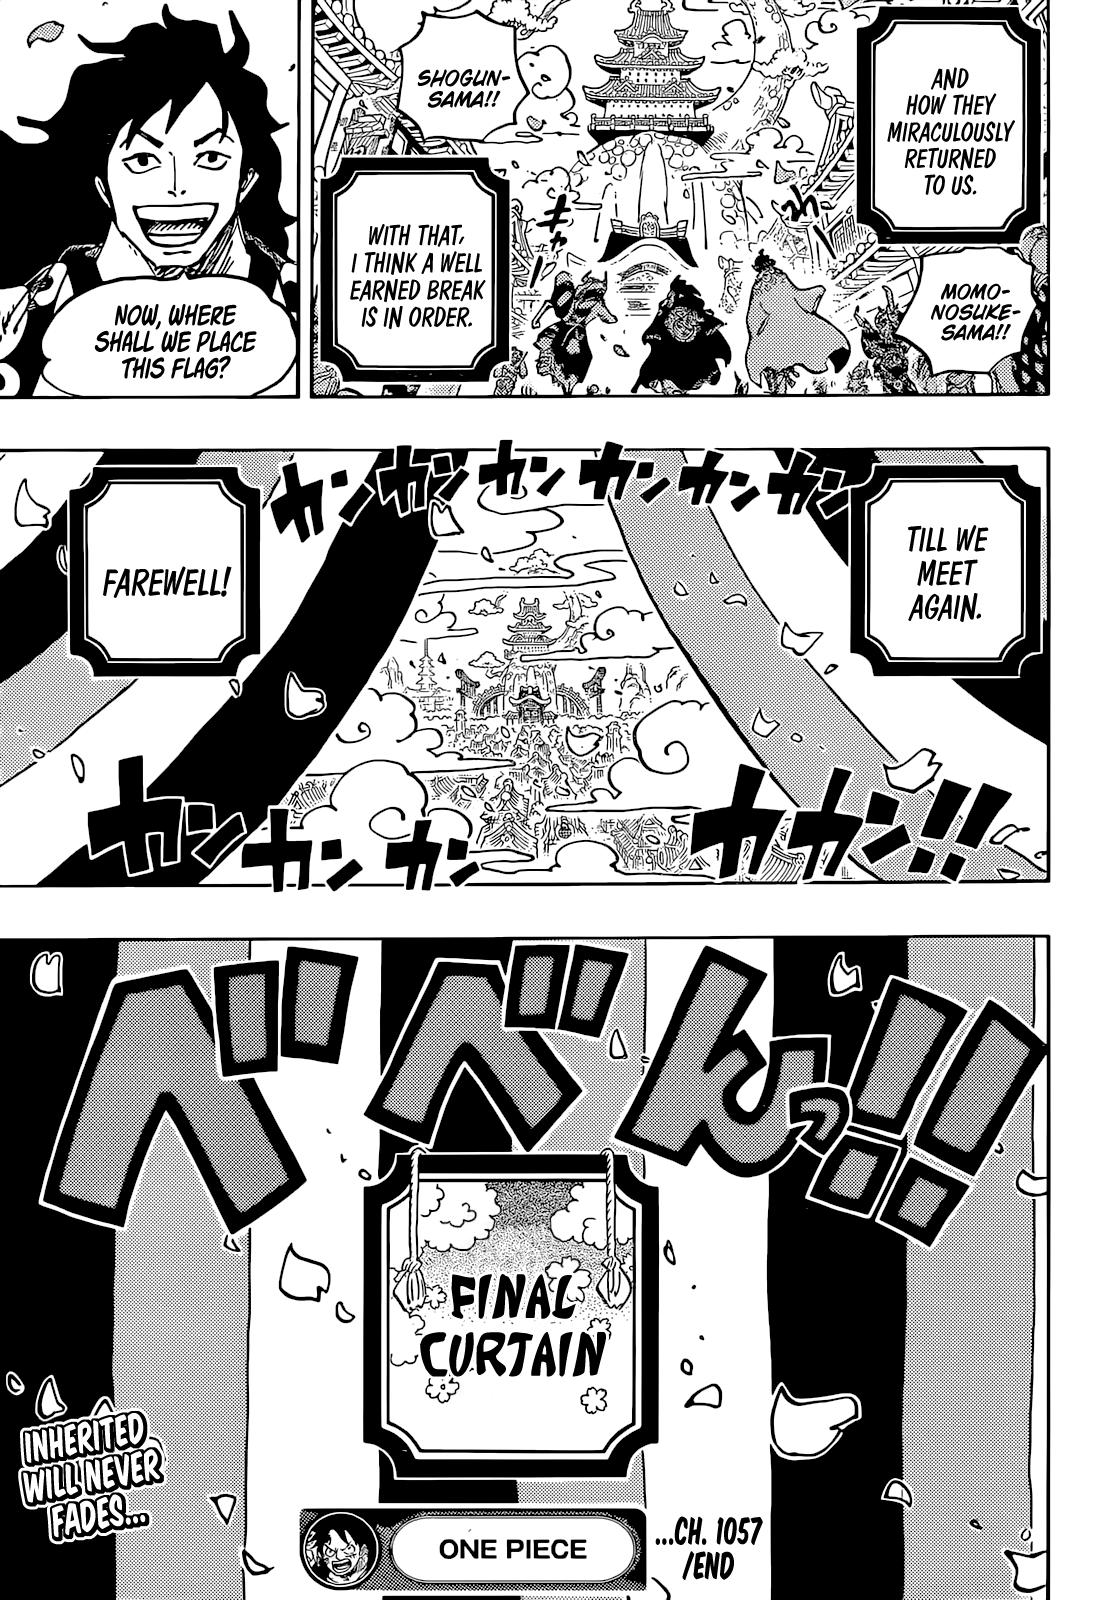 AND
HOW THEY
MIRACULOUSLY
RETURNED
TO US.
SHOGUN-
SAMA!!
MOMO-
NOSUKE-
SAMA!!
キャ
ワ
WITH THAT,
I THINK A WELL
EARNED BREAK
IS IN ORDER.
NOW, WHERE
SHALL WE PLACE
THIS FLAG?
カンカンカンカンカンカン
TILL WE
MEET
AGAIN.
FAREWELL!
カンカンカン
カカン!!
ベベんっ!!
FINAL
CURTAIN
INHERITED
WILL NEVER
FADES...
ONE PIECE
...CH. 1057
/END